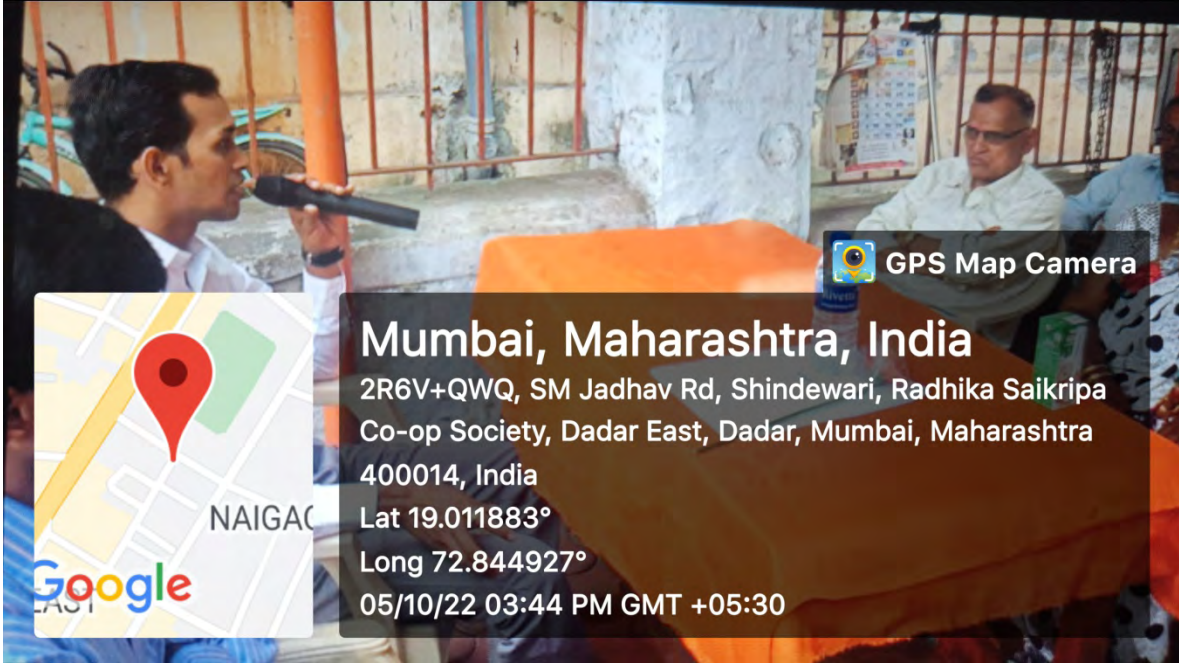 GPS Map Camera
Mumbai, Maharashtra, India
2R6V+QWQ, SM Jadhav Rd, Shindewari, Radhika Saikripa
Co-op Society, Dadar East, Dadar, Mumbai, Maharashtra
400014, India
Lat 19.011883°
Long 72.844927°
05/10/22 03:44 PM GMT +05:30
NAIGAO
Google
EAST